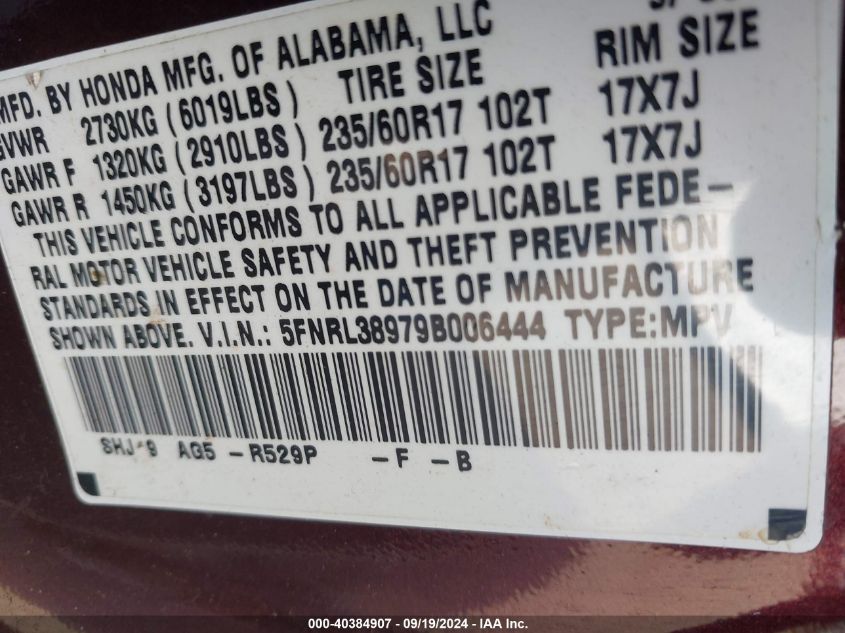 MFD. BY HONDA MFG. OF ALABAMA, LLC
GVWR 2730KG (6019LBS) TIRE SIZE RIM SIZE
GAWR F 1320KG (2910LBS) 235/60R17 102T 17X7J
GAWR R 1450KG (3197LBS) 235/60R17 102T 17X7J
THIS VEHICLE CONFORMS TO ALL APPLICABLE FEDE-
RAL MOTOR VEHICLE SAFETY AND THEFT PREVENTION
STANDARDS IN EFFECT ON THE DATE OF MANUFACTURE
SHOWN ABOVE. V.I.N.: 5FNRL38979B006444 TYPE:MPV
AG5 -R529P -F -B
000-40384907 - 09/19/2024 - IAA, Inc.